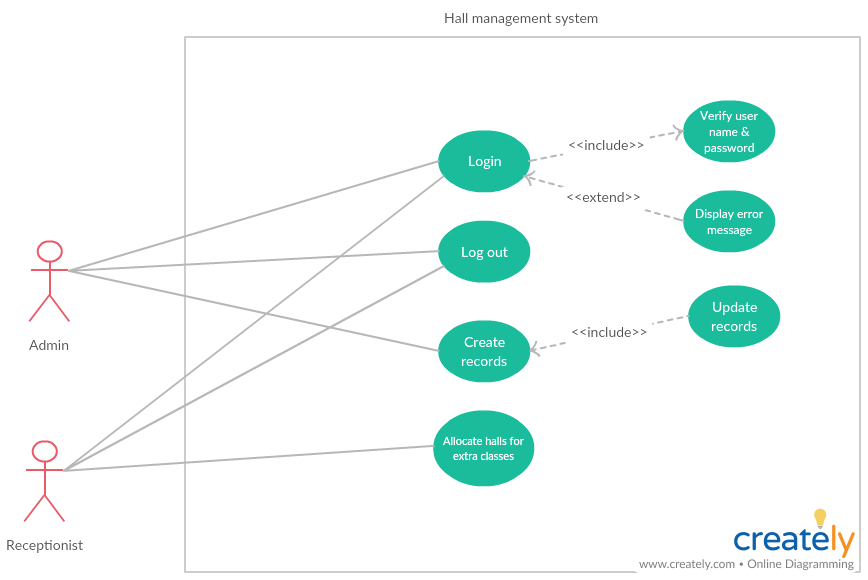 Hall management system
Verify user
name &
password
<<include>>
Login
<<extend>>
Display error
message
Log out
Update
records
<<include>>
Create
records
Admin
Allocate halls for
extra classes
Receptionist
creately
www.creately.com • Online Diagramming